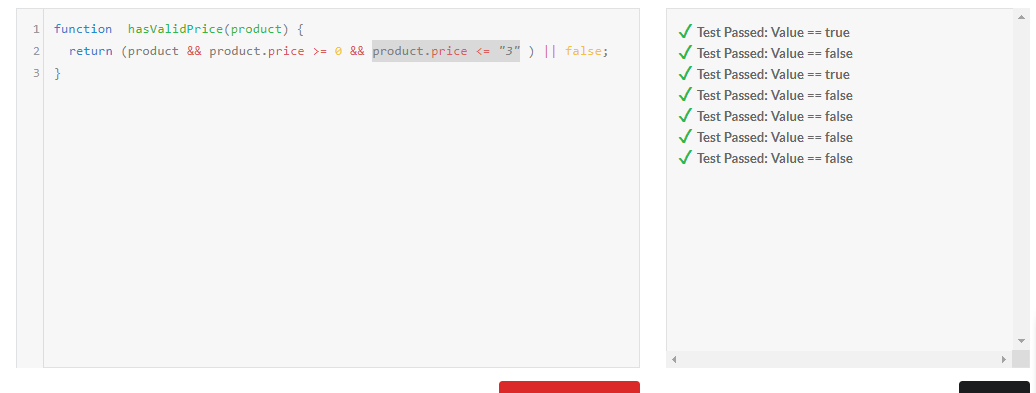 1 function  hasValidPrice(product) {
2 return (product && product.price >= 0 && product.price <= "3" ) || false;
3 }
✓ Test Passed: Value == true
✓ Test Passed: Value == false
✓ Test Passed: Value == true
✓ Test Passed: Value == false
✓ Test Passed: Value == false
✓ Test Passed: Value == false
✓ Test Passed: Value == false